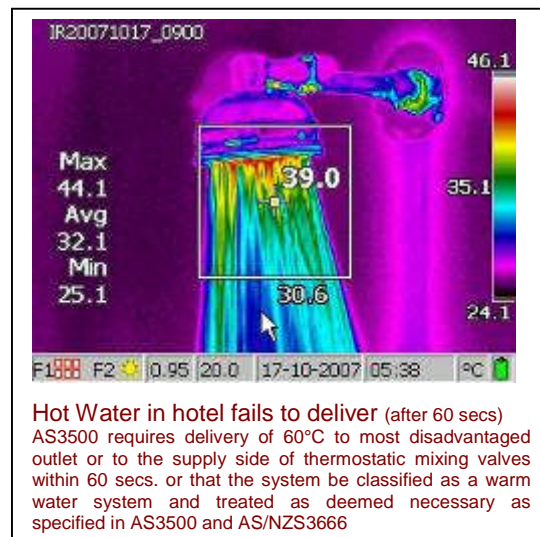 IR20071017_0900
46.1
Max
44.1
Avg
32.1
Min
25.1
39.0
35.1
30.6
24.1
F1 F2 0.95 20.0 17-10-2007 05:38 °C
Hot Water in hotel fails to deliver (after 60 secs)
AS3500 requires delivery of 60°C to most disadvantaged
outlet or to the supply side of thermostatic mixing valves
within 60 secs. or that the system be classified as a warm
water system and treated as deemed necessary as
specified in AS3500 and AS/NZS3666